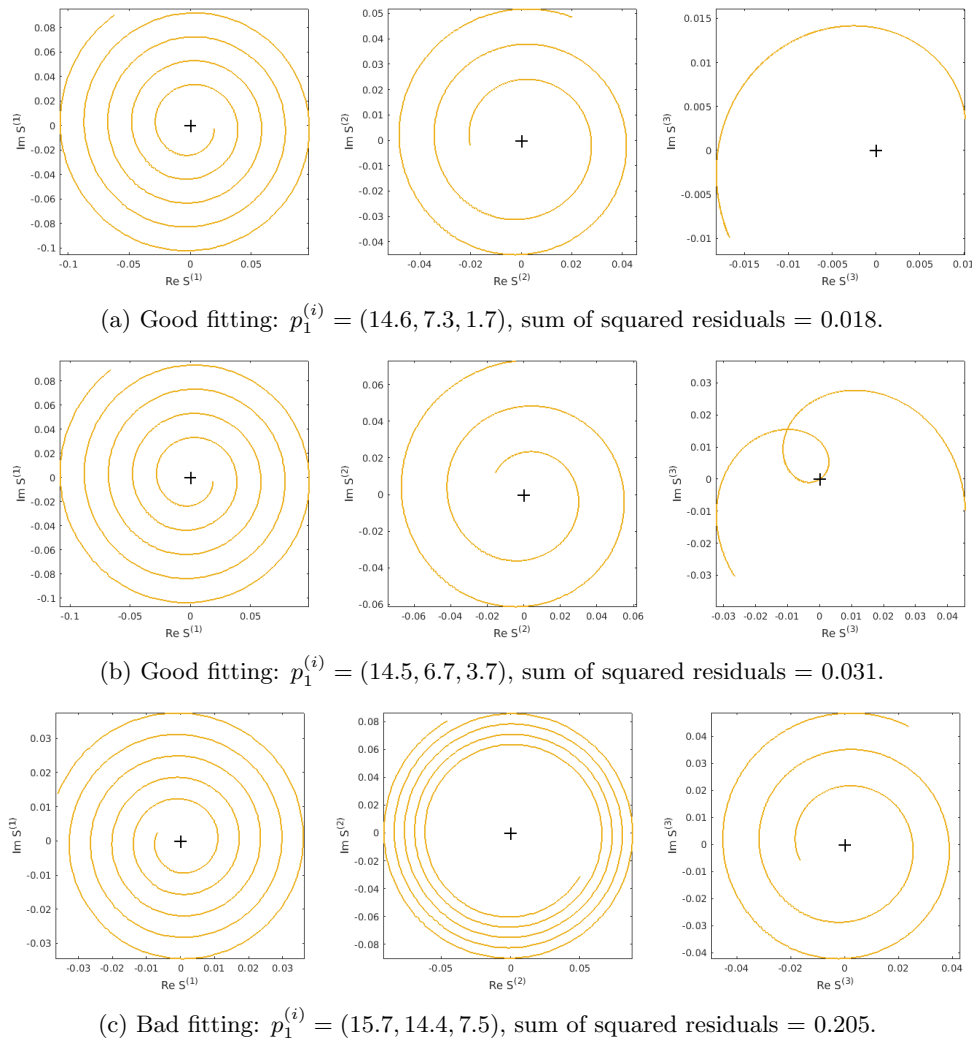 Im S^(1)
0.08
0.06
0.04
0.02
0
-0.02
-0.04
-0.06
-0.08
-0.1
-0.1 -0.05 0 0.05
Re S^(1)
Im S^(2)
0.05
0.04
0.03
0.02
0.01
0
-0.01
-0.02
-0.03
-0.04
-0.04 -0.02 0 0.02 0.04
Re S^(2)
Im S^(3)
0.015
0.01
0.005
0
-0.005
-0.01
-0.015 -0.01 -0.005 0 0.005 0.01
Re S^(3)
(a) Good fitting: p_1^(i) = (14.6, 7.3, 1.7), sum of squared residuals = 0.018.
Im S^(1)
0.08
0.06
0.04
0.02
0
-0.02
-0.04
-0.06
-0.08
-0.1
-0.1 -0.05 0 0.05
Re S^(1)
Im S^(2)
0.06
0.04
0.02
0
-0.02
-0.04
-0.06
-0.06 -0.04 -0.02 0 0.02 0.04 0.06
Re S^(2)
Im S^(3)
0.03
0.02
0.01
0
-0.01
-0.02
-0.03
-0.03 -0.02 -0.01 0 0.01 0.02 0.03 0.04
Re S^(3)
(b) Good fitting: p_1^(i) = (14.5, 6.7, 3.7), sum of squared residuals = 0.031.
Im S^(1)
0.03
0.02
0.01
0
-0.01
-0.02
-0.03
-0.03 -0.02 -0.01 0 0.01 0.02 0.03
Re S^(1)
Im S^(2)
0.08
0.06
0.04
0.02
0
-0.02
-0.04
-0.06
-0.08
-0.05 0 0.05
Re S^(2)
Im S^(3)
0.04
0.03
0.02
0.01
0
-0.01
-0.02
-0.03
-0.04
-0.04 -0.02 0 0.02 0.04
Re S^(3)
(c) Bad fitting: p_1^(i) = (15.7, 14.4, 7.5), sum of squared residuals = 0.205.